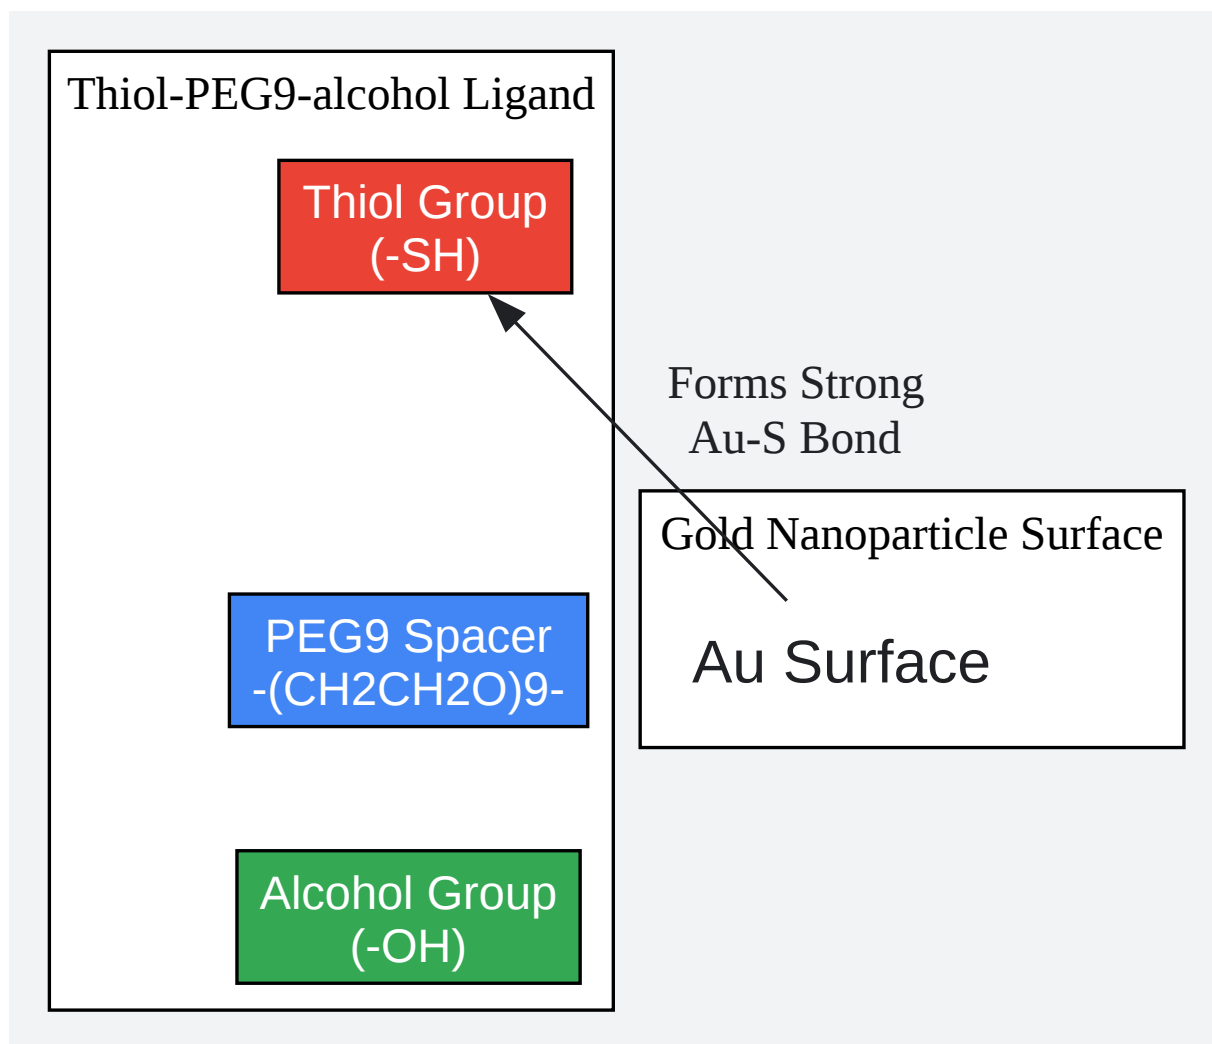 Thiol-PEG9-alcohol Ligand
Thiol Group
(-SH)
Forms Strong
Au-S Bond
Gold Nanoparticle Surface
Au Surface
PEG9 Spacer
-(CH2CH2O)9-
Alcohol Group
(-OH)